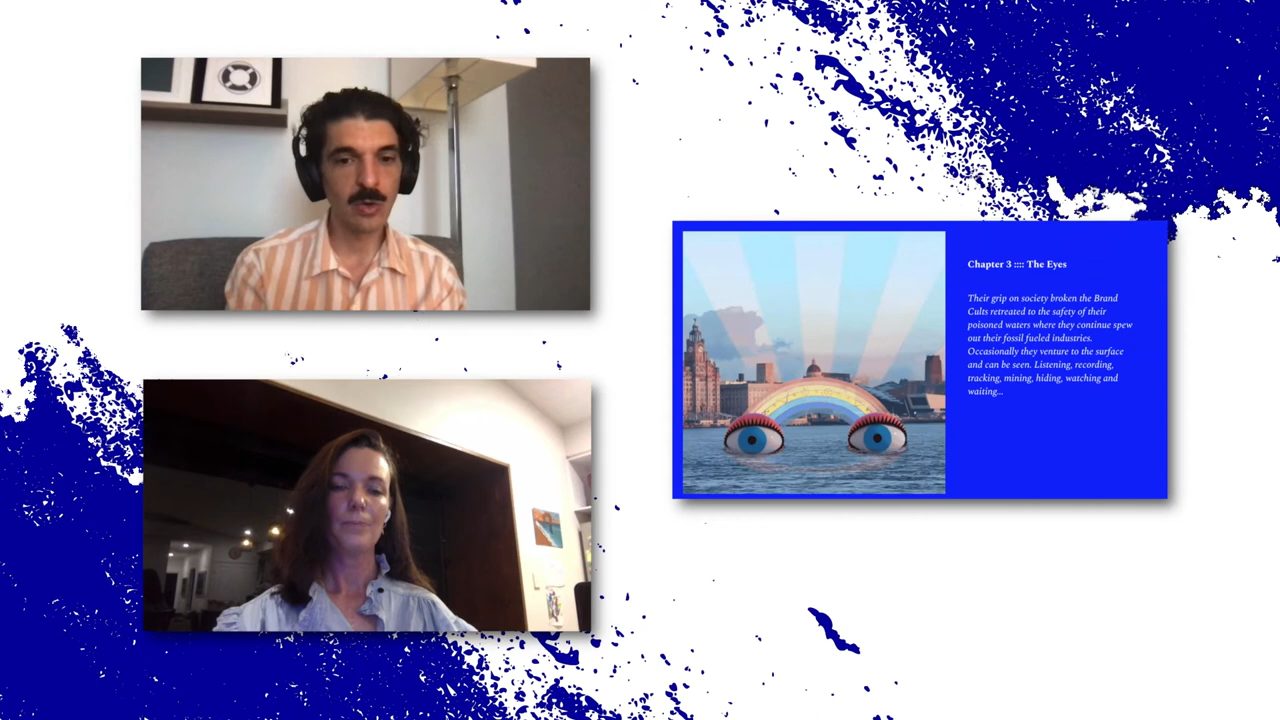 Chapter 3 :::: The Eyes
Their grip on society broken the Brand
Cults retreated to the safety of their
poisoned waters where they continue spew
out their fossil fueled industries.
Occasionally they venture to the surface
and can be seen. Listening, recording,
tracking, mining, hiding, watching and
waiting...